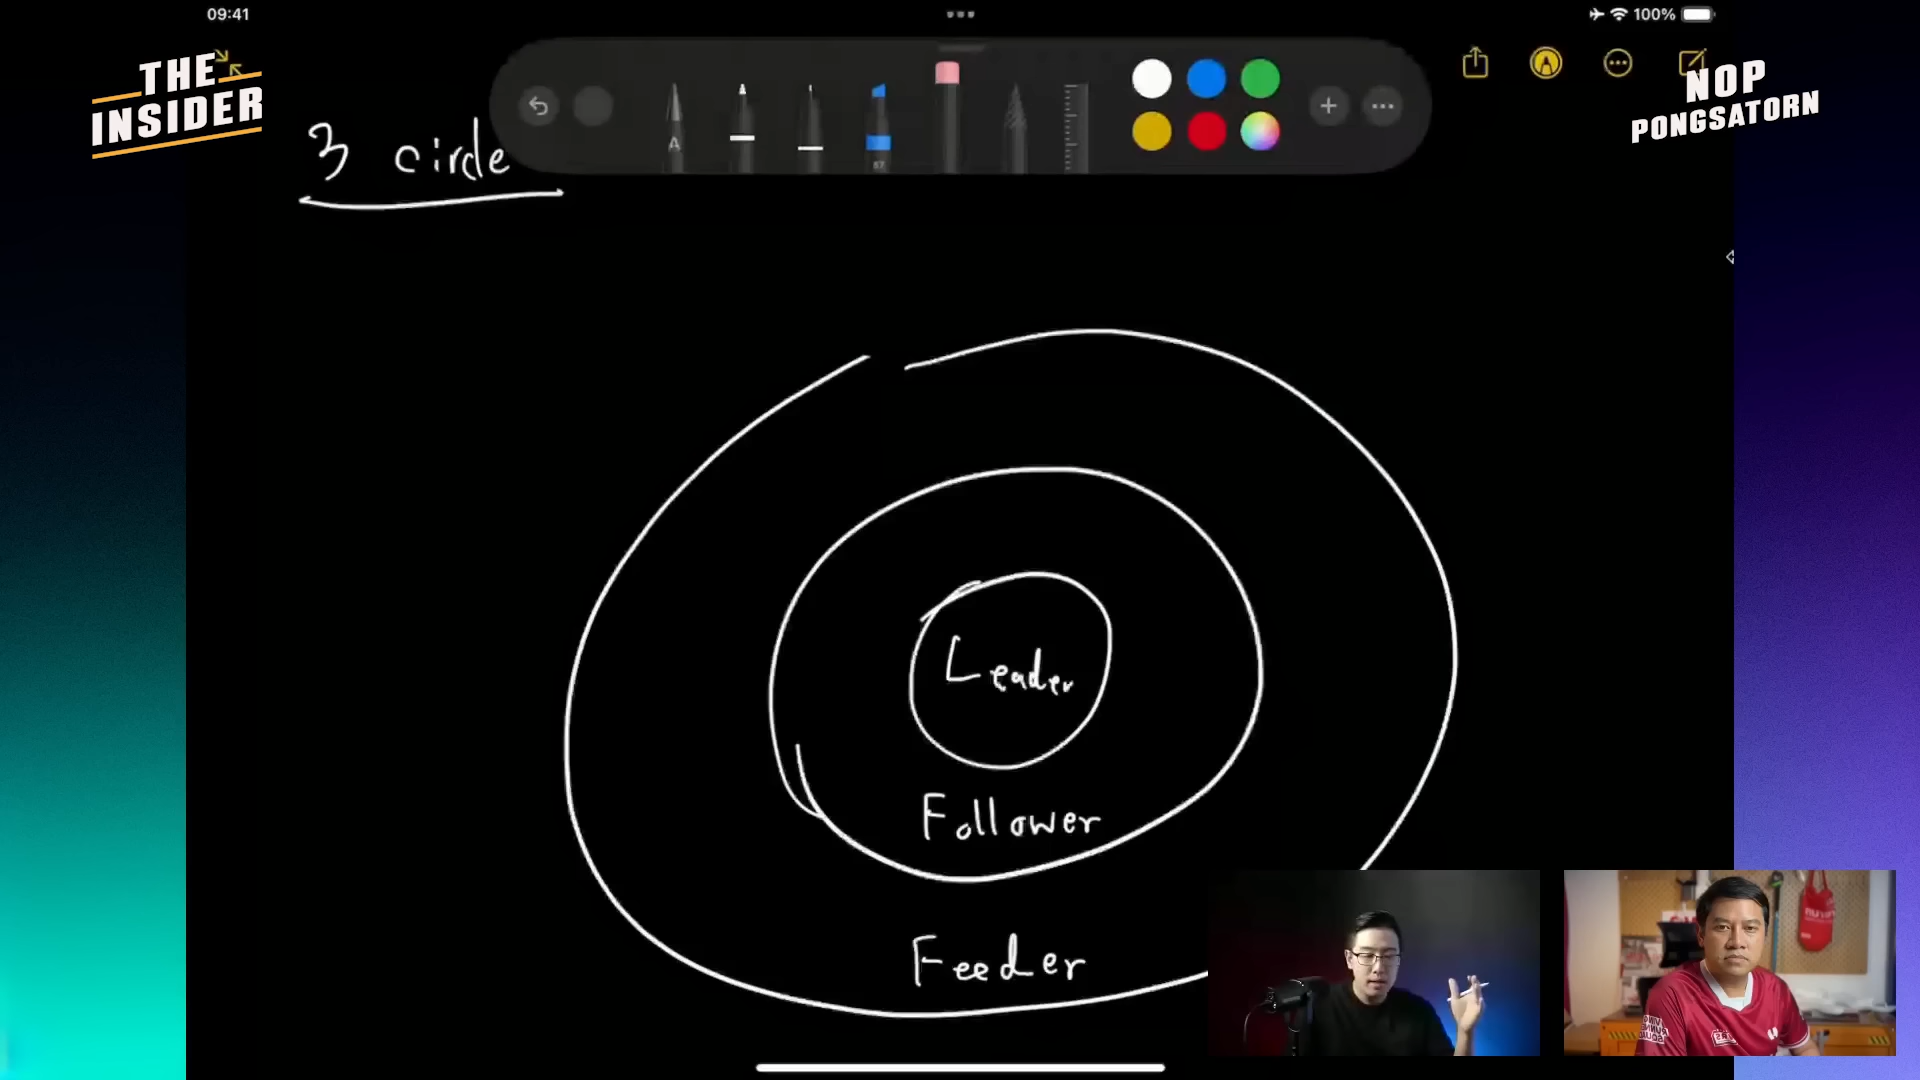 09:41
100%
THE
INSIDER
NOP
PONGSATORN
3 circle
A
Leader
Follower
Feeder